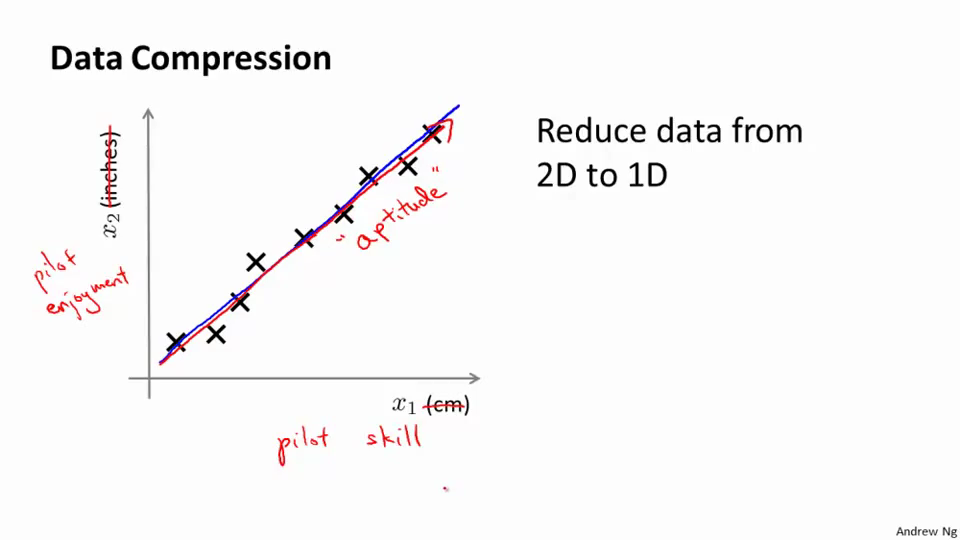 Data Compression
Reduce data from
2D to 1D
x₂ (inches)
pilot
enjoyment
"aptitude"
x₁ (cm)
pilot skill
Andrew Ng